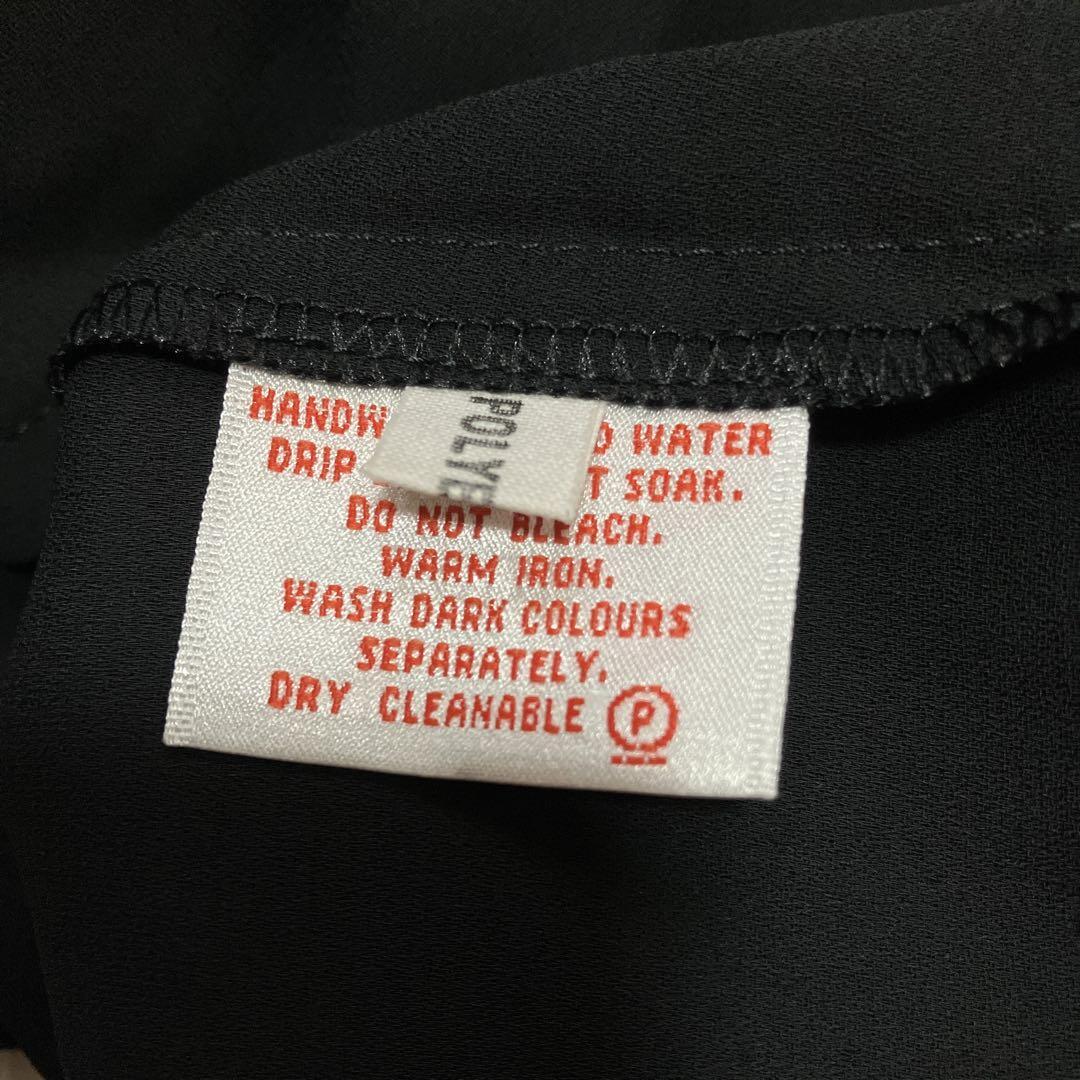 HANDW WATER
DRIP T SOAK.
DO NOT BLEACH.
WARM IRON.
WASH DARK COLOURS
SEPARATELY.
DRY CLEANABLE P
POLYE